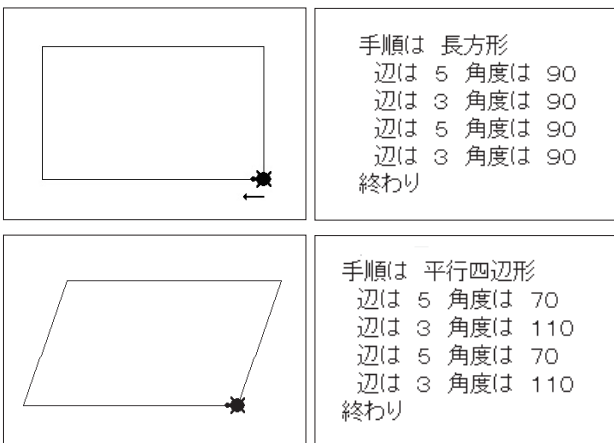 手順は 長方形
辺は 5 角度は 90
辺は 3 角度は 90
辺は 5 角度は 90
辺は 3 角度は 90
終わり
手順は 平行四辺形
辺は 5 角度は 70
辺は 3 角度は 110
辺は 5 角度は 70
辺は 3 角度は 110
終わり